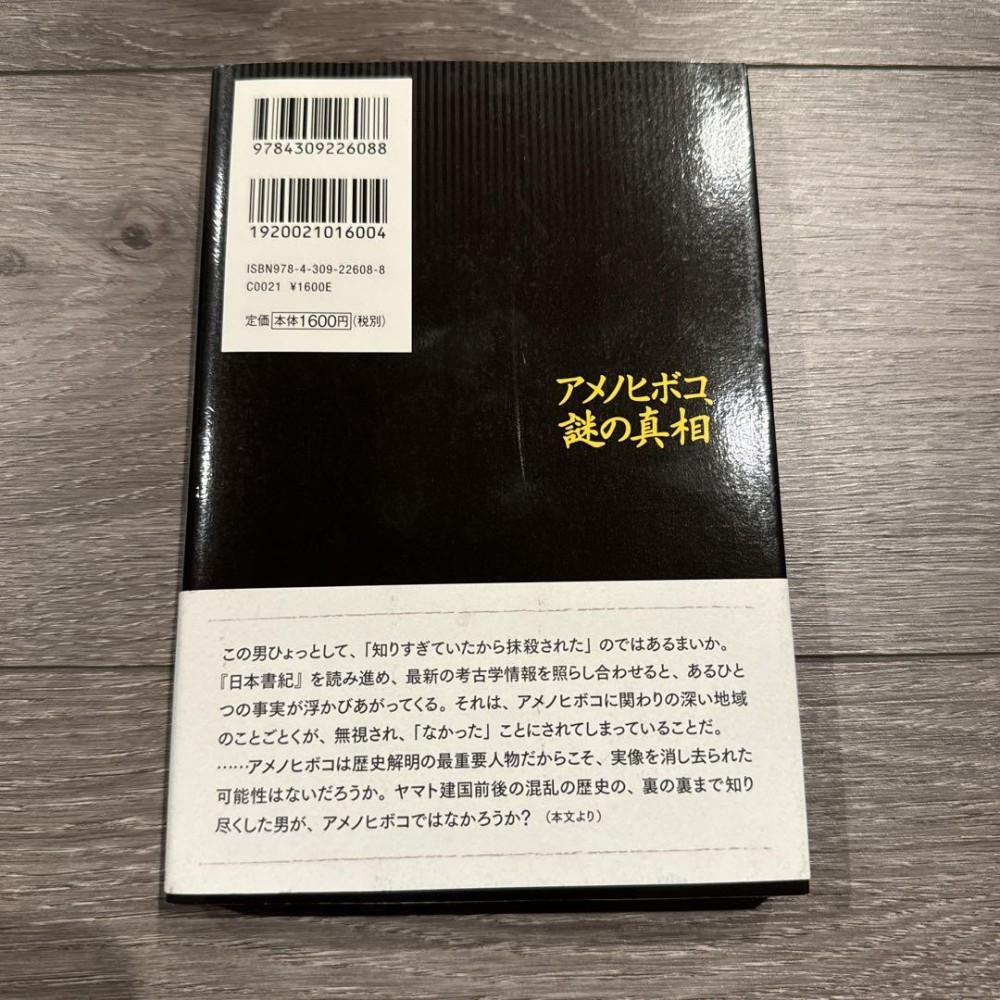 9784309226088
1920021016004
ISBN978-4-309-22608-8
C0021 ¥1600E
定価 本体1600円(税別)
アメノヒボコ、
謎の真相
この男ひょっとして、「知りすぎていたから抹殺された」のではあるまいか。
『日本書紀』を読み進め、最新の考古学情報を照らし合わせると、あるひと
つの事実が浮かびあがってくる。それは、アメノヒボコに関わりの深い地域
のことごとくが、無視され、「なかった」ことにされてしまっていることだ。
……アメノヒボコは歴史解明の最重要人物だからこそ、実像を消し去られた
可能性はないだろうか。ヤマト建国前後の混乱の歴史の、裏の裏まで知り
尽くした男が、アメノヒボコではなかろうか?(本文より)